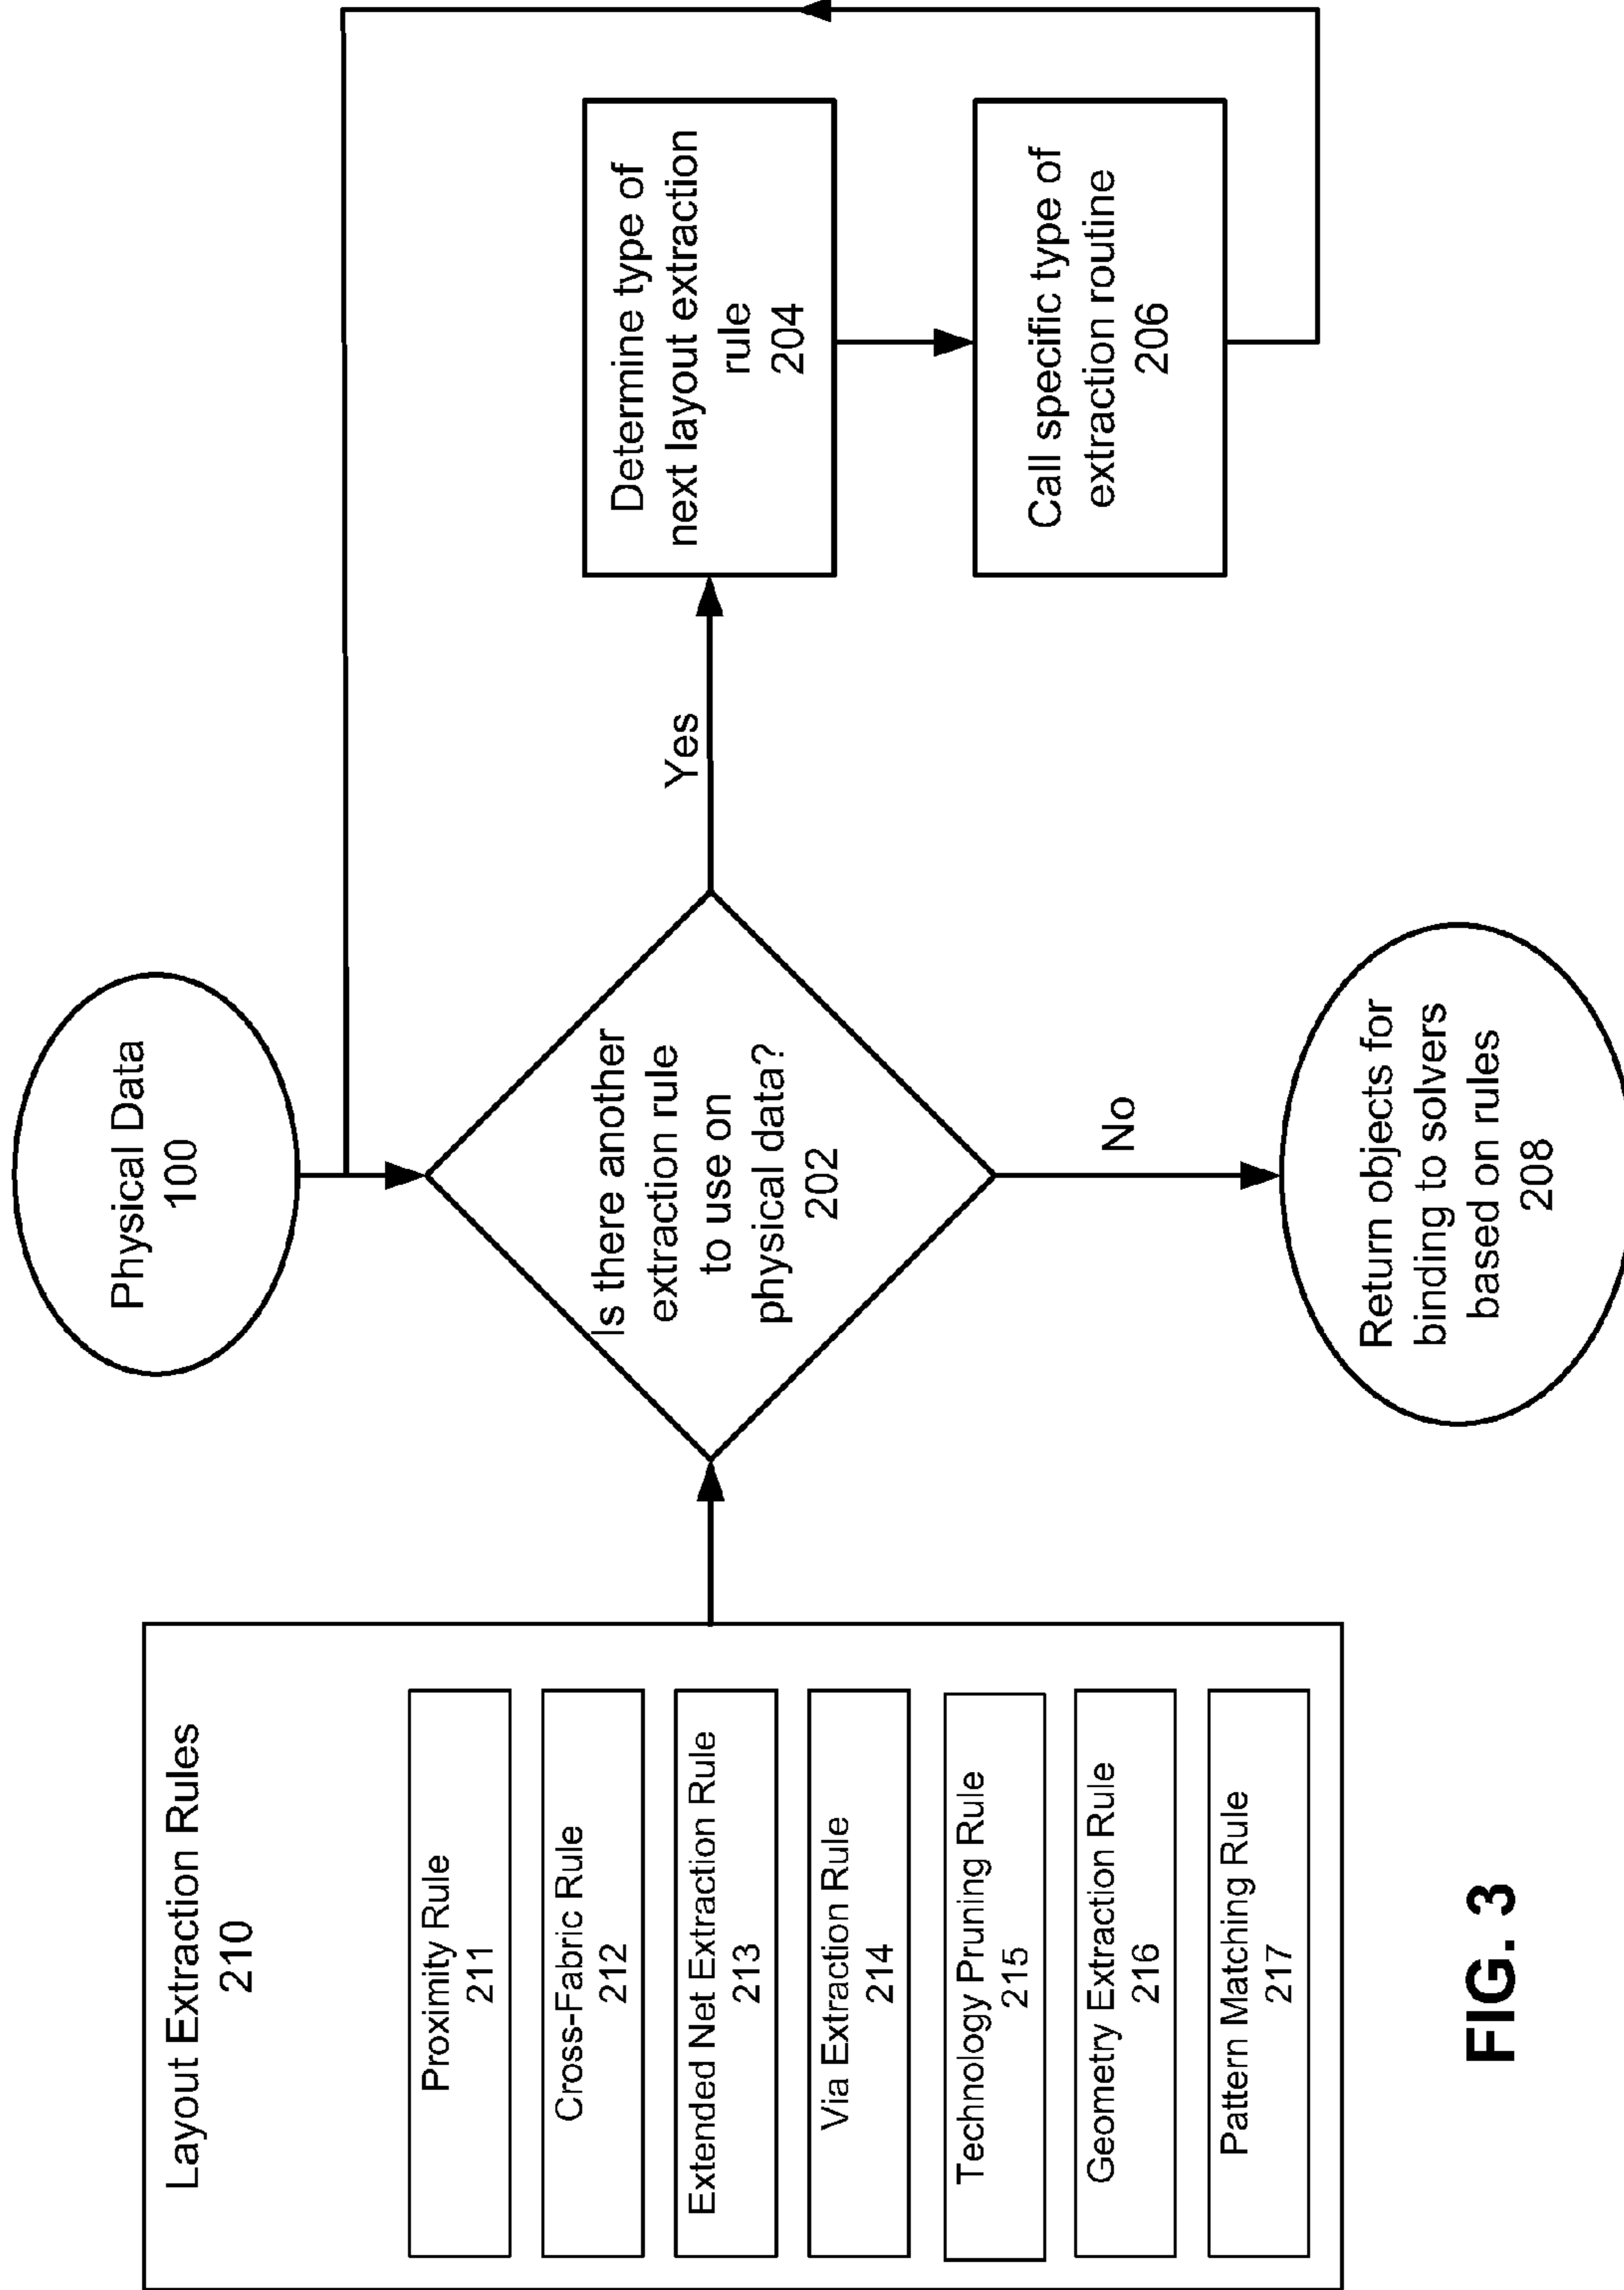 Layout Extraction Rules
210
Proximity Rule
211
Cross-Fabric Rule
212
Extended Net Extraction Rule
213
Via Extraction Rule
214
Technology Pruning Rule
215
Geometry Extraction Rule
216
Pattern Matching Rule
217
Physical Data
100
Is there another
extraction rule
to use on
physical data?
202
Yes
No
Determine type of
next layout extraction
rule
204
Call specific type of
extraction routine
206
Return objects for
binding to solvers
based on rules
208
FIG. 3